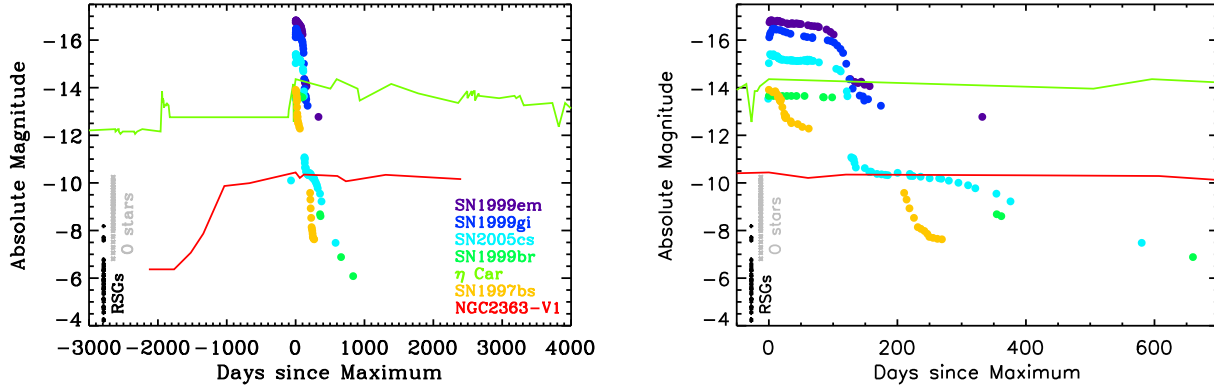 Absolute Magnitude
-16
-14
-12
-10
-8
-6
-4
-3000 -2000 -1000 0 1000 2000 3000 4000
Days since Maximum
RSGs
O stars
SN1999em
SN1999gi
SN2005cs
SN1999br
η Car
SN1997bs
NGC2363-V1
Absolute Magnitude
-16
-14
-12
-10
-8
-6
-4
0 200 400 600
Days since Maximum
RSGs
O stars